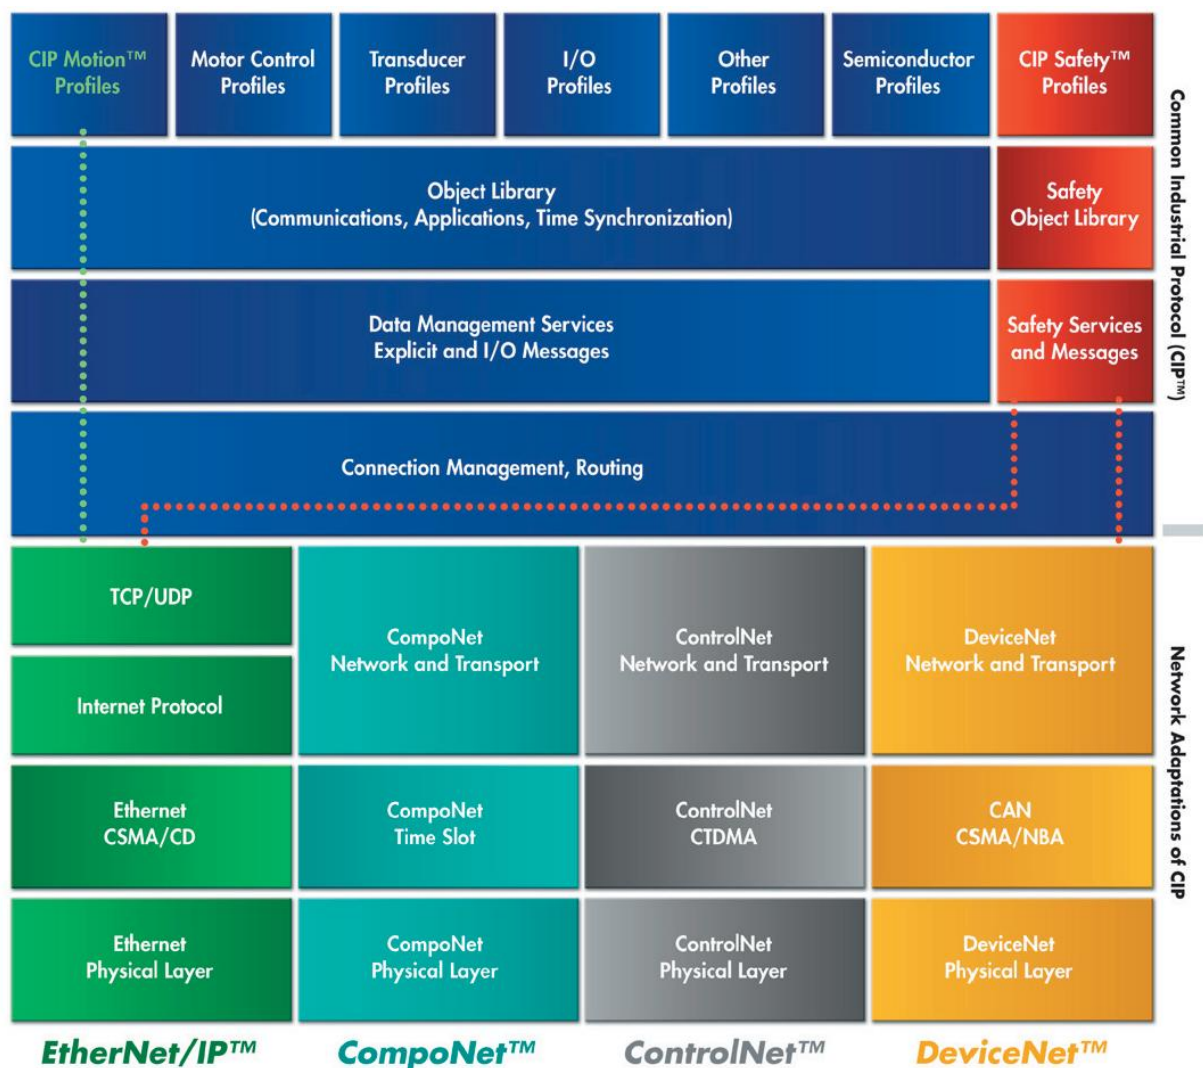 CIP Motion™
Profiles
Motor Control
Profiles
Transducer
Profiles
I/O
Profiles
Other
Profiles
Semiconductor
Profiles
CIP Safety™
Profiles
Object Library
(Communications, Applications, Time Synchronization)
Safety
Object Library
Data Management Services
Explicit and I/O Messages
Safety Services
and Messages
Connection Management, Routing
Common Industrial Protocol (CIP™)
TCP/UDP
Internet Protocol
CompoNet
Network and Transport
ControlNet
Network and Transport
DeviceNet
Network and Transport
Ethernet
CSMA/CD
CompoNet
Time Slot
ControlNet
CTDMA
CAN
CSMA/NBA
Ethernet
Physical Layer
CompoNet
Physical Layer
ControlNet
Physical Layer
DeviceNet
Physical Layer
Network Adaptations of CIP
EtherNet/IP™
CompoNet™
ControlNet™
DeviceNet™